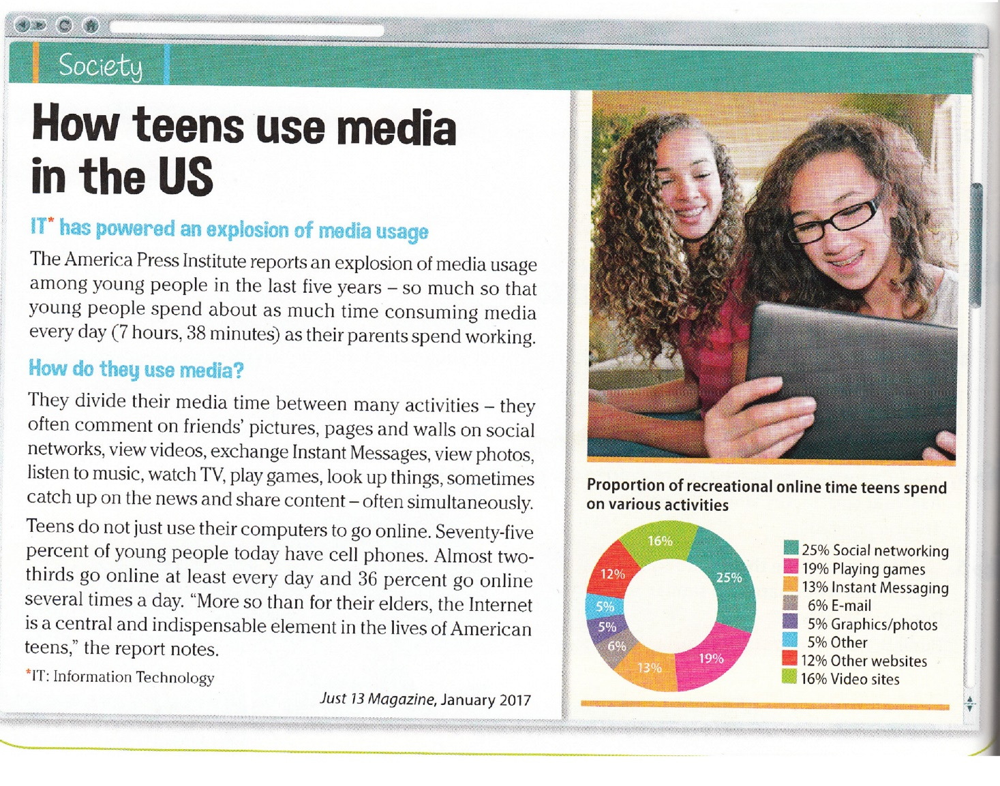 Society
How teens use media
in the US
IT* has powered an explosion of media usage
The America Press Institute reports an explosion of media usage
among young people in the last five years – so much so that
young people spend about as much time consuming media
every day (7 hours, 38 minutes) as their parents spend working.
How do they use media?
They divide their media time between many activities – they
often comment on friends' pictures, pages and walls on social
networks, view videos, exchange Instant Messages, view photos,
listen to music, watch TV, play games, look up things, sometimes
catch up on the news and share content – often simultaneously.
Teens do not just use their computers to go online. Seventy-five
percent of young people today have cell phones. Almost two-
thirds go online at least every day and 36 percent go online
several times a day. “More so than for their elders, the Internet
is a central and indispensable element in the lives of American
teens,” the report notes.
*IT: Information Technology
Just 13 Magazine, January 2017
Proportion of recreational online time teens spend
on various activities
16%
25%
12%
5%
5%
6%
13%
19%
25% Social networking
19% Playing games
13% Instant Messaging
6% E-mail
5% Graphics/photos
5% Other
12% Other websites
16% Video sites